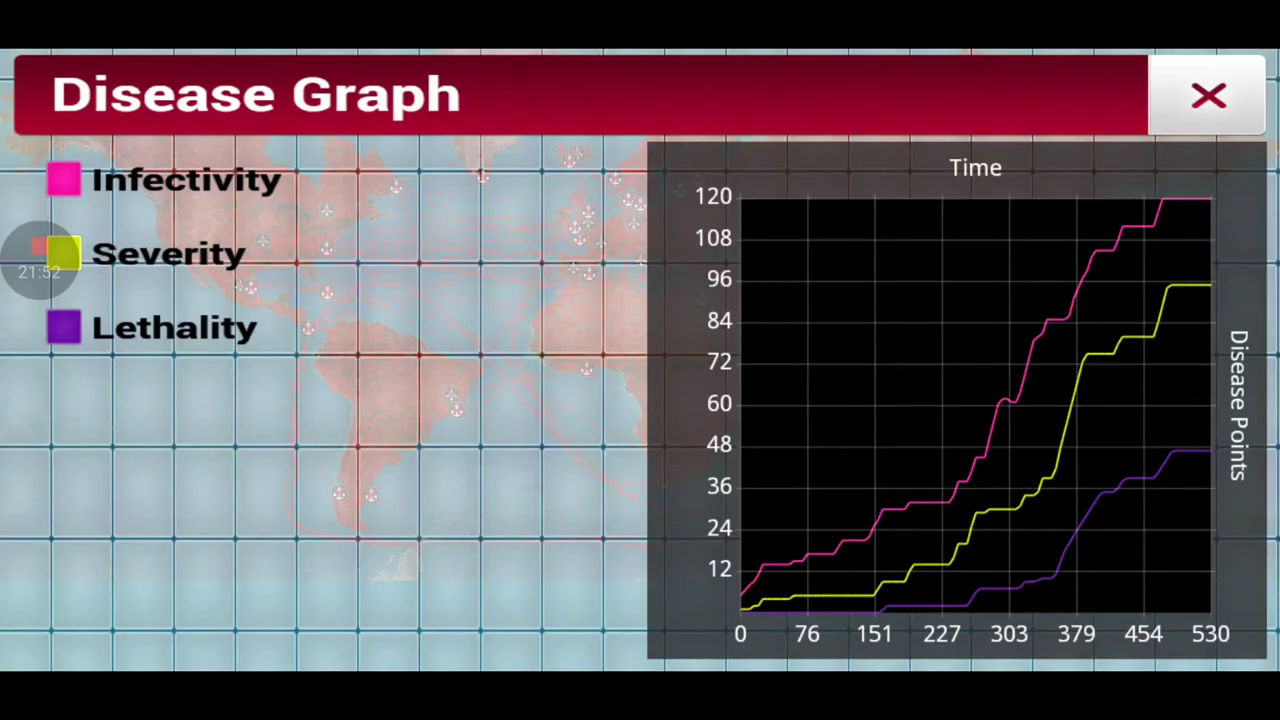 Disease Graph
Infectivity
Severity
21:52
Lethality
Time
120
108
96
84
72
60
48
36
24
12
0 76 151 227 303 379 454 530
Disease Points